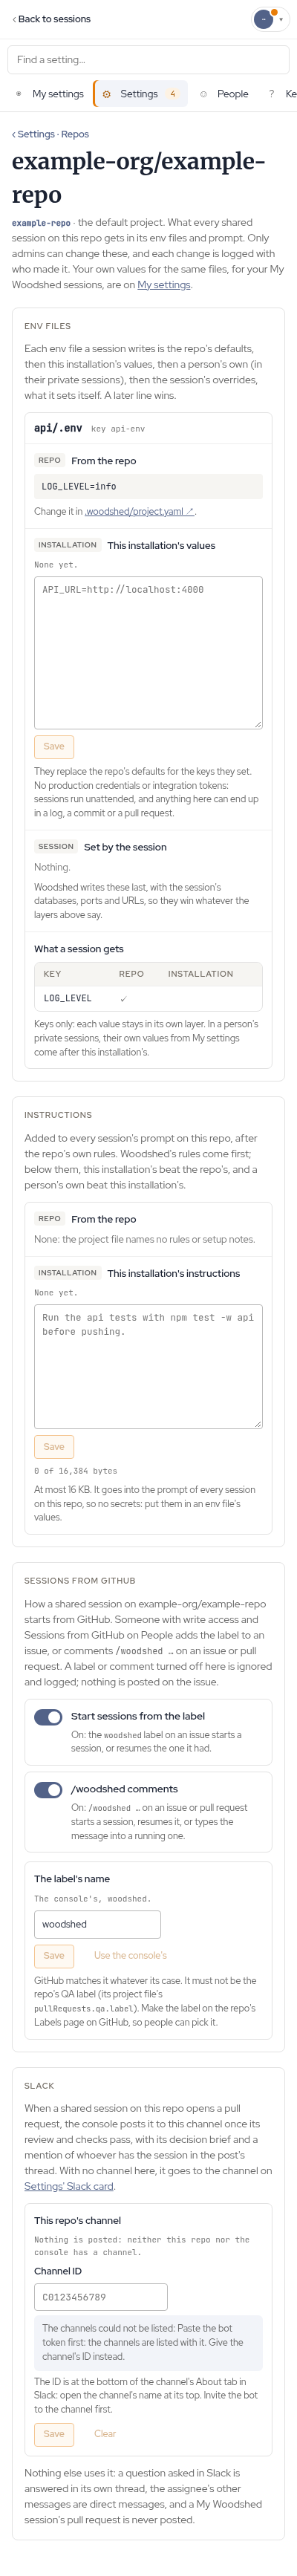 ‹ Back to sessions
Find a setting…
My settings
Settings 4
People
? Ke
‹ Settings · Repos
example-org/example-
repo
example-repo · the default project. What every shared
session on this repo gets in its env files and prompt. Only
admins can change these, and each change is logged with
who made it. Your own values for the same files, for your My
Woodshed sessions, are on My settings.
ENV FILES
Each env file a session writes is the repo's defaults,
then this installation's values, then a person's own (in
their private sessions), then the session's overrides,
what it sets itself. A later line wins.
api/.env key api-env
REPO From the repo
LOG_LEVEL=info
Change it in .woodshed/project.yaml ↗.
INSTALLATION This installation's values
None yet.
API_URL=http://localhost:4000
Save
They replace the repo's defaults for the keys they set.
No production credentials or integration tokens:
sessions run unattended, and anything here can end up
in a log, a commit or a pull request.
SESSION Set by the session
Nothing.
Woodshed writes these last, with the session's
databases, ports and URLs, so they win whatever the
layers above say.
What a session gets
KEY REPO INSTALLATION
LOG_LEVEL ✓
Keys only: each value stays in its own layer. In a person's
private sessions, their own values from My settings
come after this installation's.
INSTRUCTIONS
Added to every session's prompt on this repo, after
the repo's own rules. Woodshed's rules come first;
below them, this installation's beat the repo's, and a
person's own beat this installation's.
REPO From the repo
None: the project file names no rules or setup notes.
INSTALLATION This installation's instructions
None yet.
Run the api tests with npm test -w api
before pushing.
Save
0 of 16,384 bytes
At most 16 KB. It goes into the prompt of every session
on this repo, so no secrets: put them in an env file's
values.
SESSIONS FROM GITHUB
How a shared session on example-org/example-repo
starts from GitHub. Someone with write access and
Sessions from GitHub on People adds the label to an
issue, or comments /woodshed … on an issue or pull
request. A label or comment turned off here is ignored
and logged; nothing is posted on the issue.
Start sessions from the label
On: the woodshed label on an issue starts a
session, or resumes the one it had.
/woodshed comments
On: /woodshed … on an issue or pull request
starts a session, resumes it, or types the
message into a running one.
The label's name
The console's, woodshed.
woodshed
Save Use the console's
GitHub matches it whatever its case. It must not be the
repo's QA label (its project file's
pullRequests.qa.label). Make the label on the repo's
Labels page on GitHub, so people can pick it.
SLACK
When a shared session on this repo opens a pull
request, the console posts it to this channel once its
review and checks pass, with its decision brief and a
mention of whoever has the session in the post's
thread. With no channel here, it goes to the channel on
Settings' Slack card.
This repo's channel
Nothing is posted: neither this repo nor the
console has a channel.
Channel ID
C0123456789
The channels could not be listed: Paste the bot
token first: the channels are listed with it. Give the
channel's ID instead.
The ID is at the bottom of the channel's About tab in
Slack: open the channel's name at its top. Invite the bot
to the channel first.
Save Clear
Nothing else uses it: a question asked in Slack is
answered in its own thread, the assignee's other
messages are direct messages, and a My Woodshed
session's pull request is never posted.